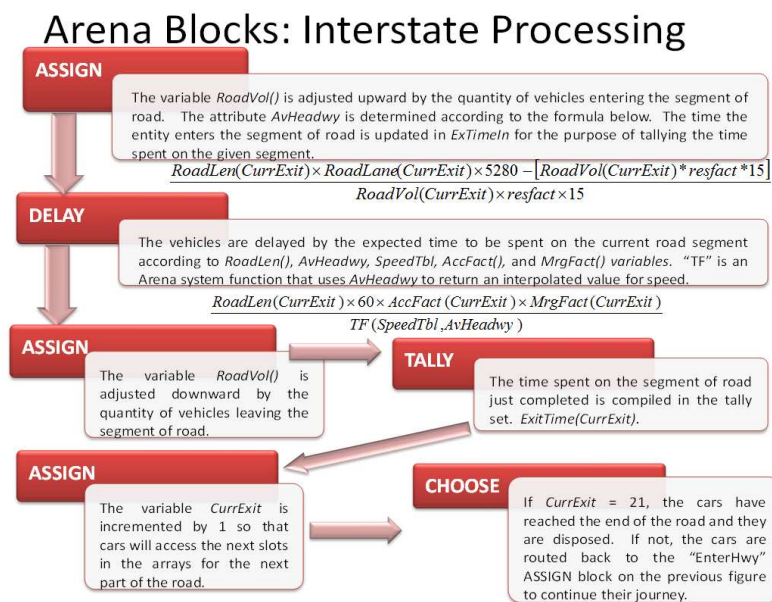 Arena Blocks: Interstate Processing
ASSIGN
The variable RoadVol() is adjusted upward by the quantity of vehicles entering the segment of
road. The attribute AvHeadwy is determined according to the formula below. The time the
entity enters the segment of road is updated in ExTimeIn for the purpose of tallying the time
spent on the given segment.
RoadLen(CurrExit)×RoadLane(CurrExit)×5280−[RoadVol(CurrExit)*resfact*15]
RoadVol(CurrExit)×resfact×15
DELAY
The vehicles are delayed by the expected time to be spent on the current road segment
according to RoadLen(), AvHeadwy, SpeedTbl, AccFact(), and MrgFact() variables. “TF” is an
Arena system function that uses AvHeadwy to return an interpolated value for speed.
RoadLen(CurrExit)×60×AccFact(CurrExit)×MrgFact(CurrExit)
TF(SpeedTbl,AvHeadwy)
ASSIGN
The variable RoadVol() is
adjusted downward by the
quantity of vehicles leaving the
segment of road.
TALLY
The time spent on the segment of road
just completed is compiled in the tally
set. ExitTime(CurrExit).
ASSIGN
The variable CurrExit is
incremented by 1 so that
cars will access the next slots
in the arrays for the next
part of the road.
CHOOSE
If CurrExit = 21, the cars have
reached the end of the road and they
are disposed. If not, the cars are
routed back to the “EnterHwy”
ASSIGN block on the previous figure
to continue their journey.